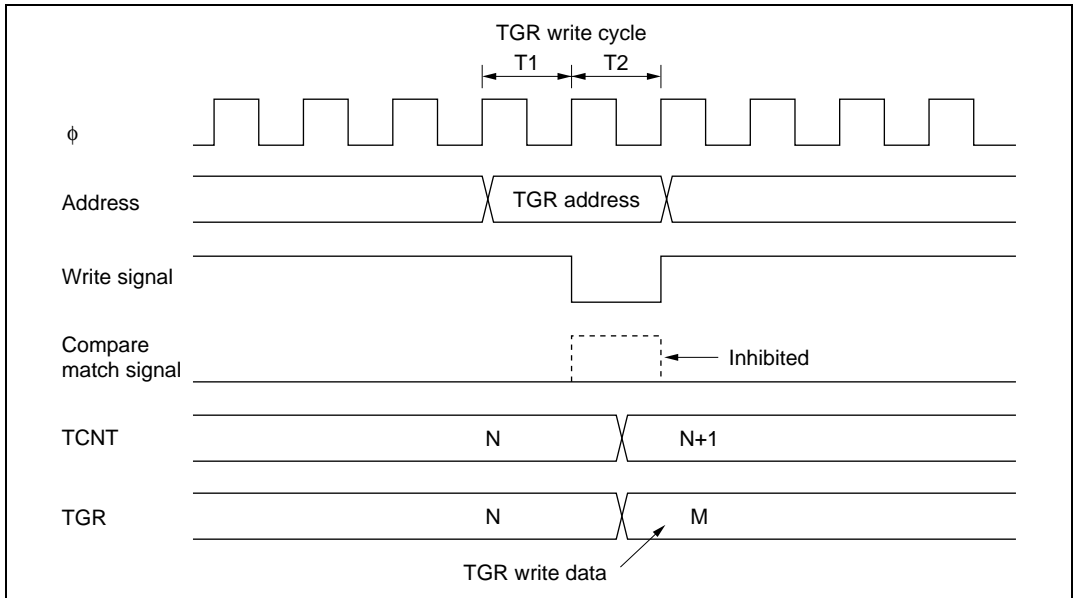 TGR write cycle
T1 T2
ϕ
Address
TGR address
Write signal
Compare
match signal
Inhibited
TCNT
N N+1
TGR
N M
TGR write data